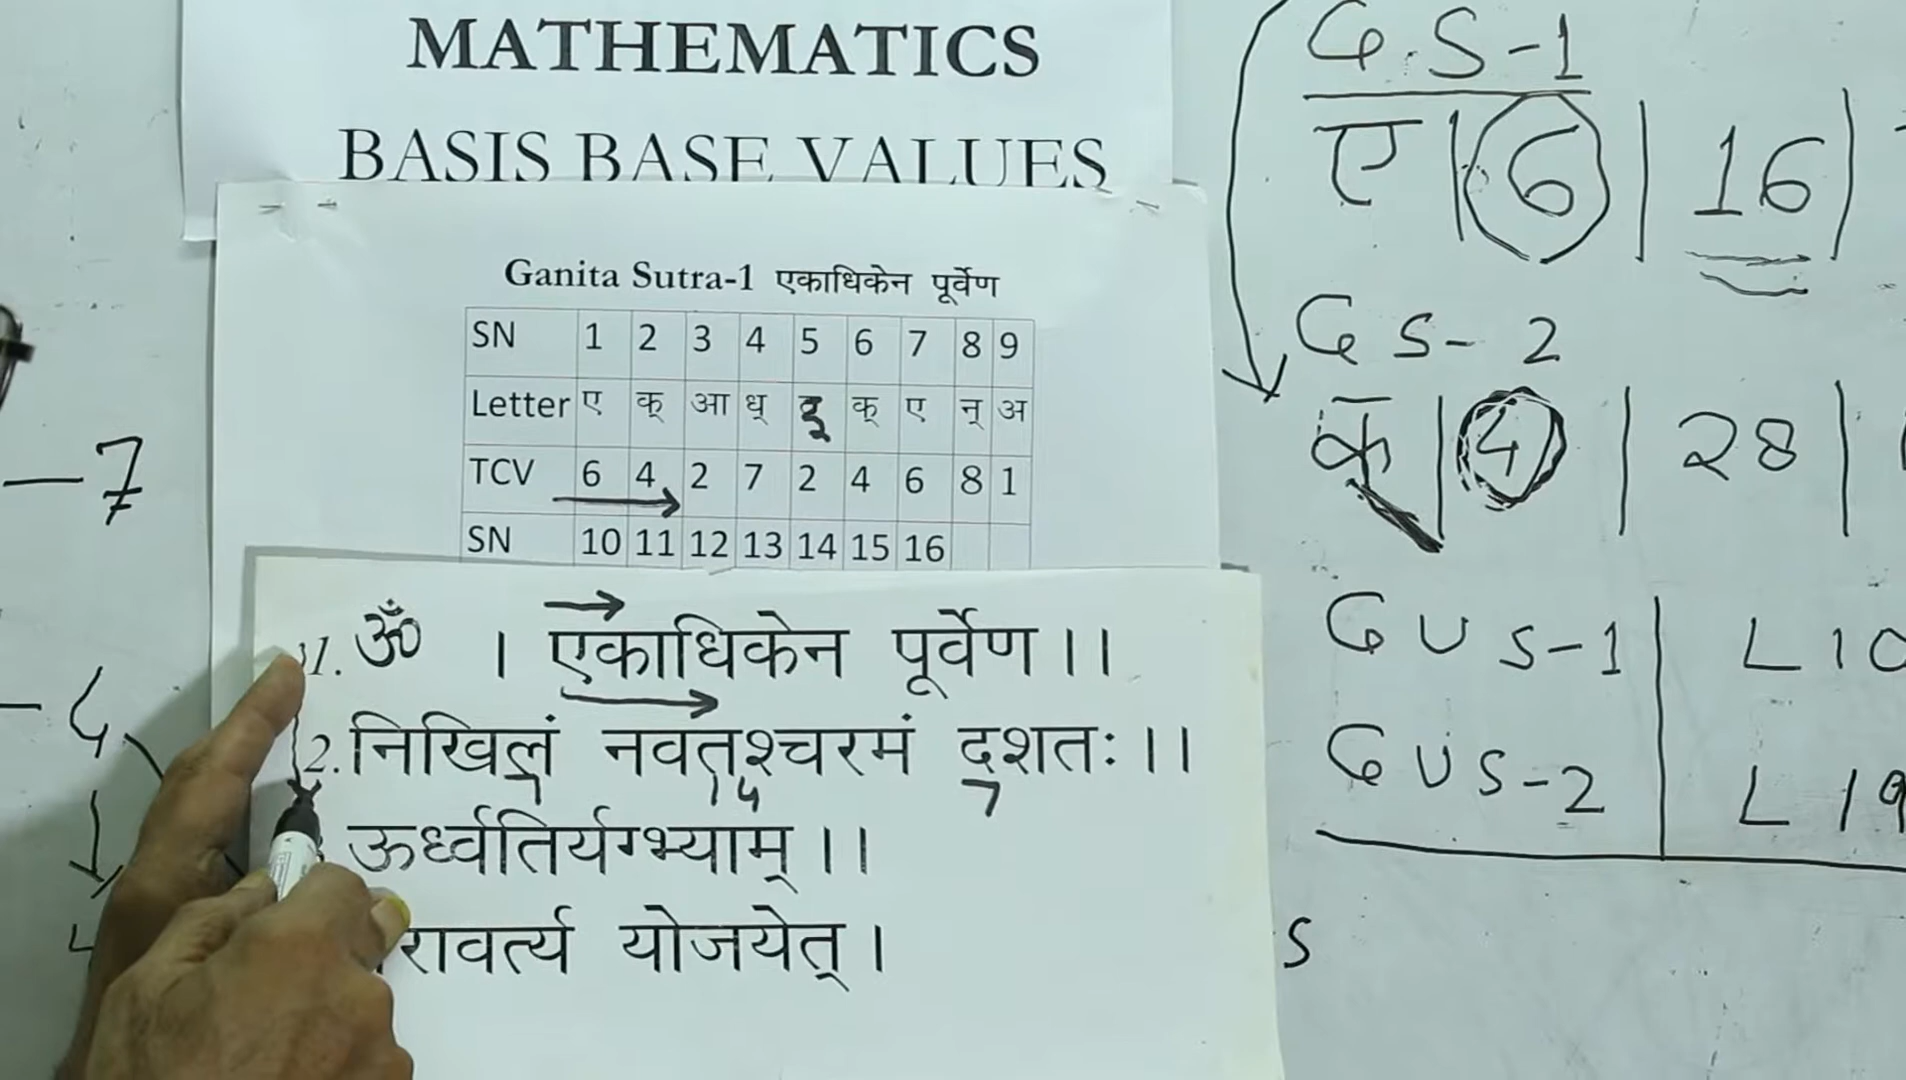 MATHEMATICS
BASIS BASE VALUES
Ganita Sutra-1 एकाधिकेन पूर्वेण
SN 1 2 3 4 5 6 7 8 9
Letter ए क् आ ध् इ क् ए न् अ
TCV 6 4 2 7 2 4 6 8 1
SN 10 11 12 13 14 15 16
1. ॐ । एकाधिकेन पूर्वेण ।।
2. निखिलं नवतश्चरमं दशतः ।।
ऊर्ध्वतिर्यग्भ्याम् ।।
रावर्त्य योजयेत् ।
G.S-1
ए | 6 | 16 |
G S- 2
क | 4 | 28 |
G U S-1 | L 10
G U S-2 | L 19
S
-7
-4